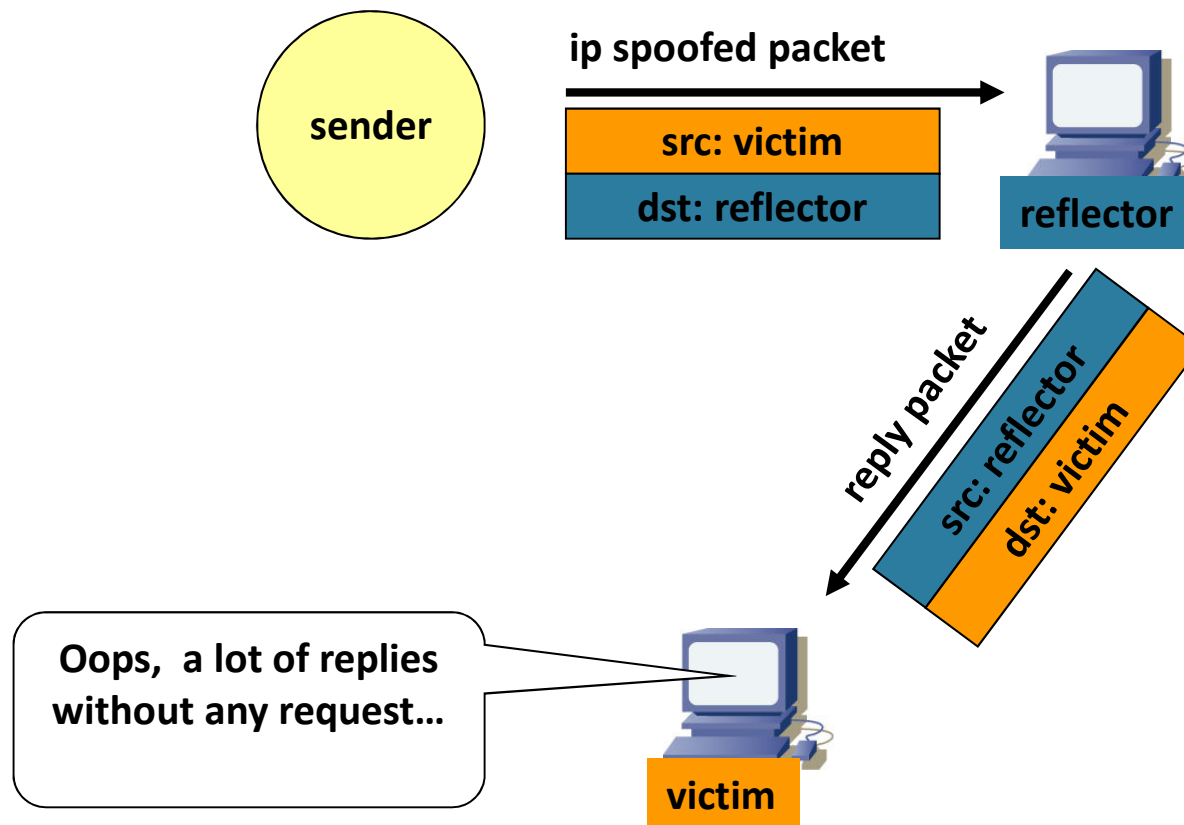 ip spoofed packet
sender
src: victim
dst: reflector
reflector
reply packet
src: reflector
dst: victim
Oops, a lot of replies
without any request…
victim